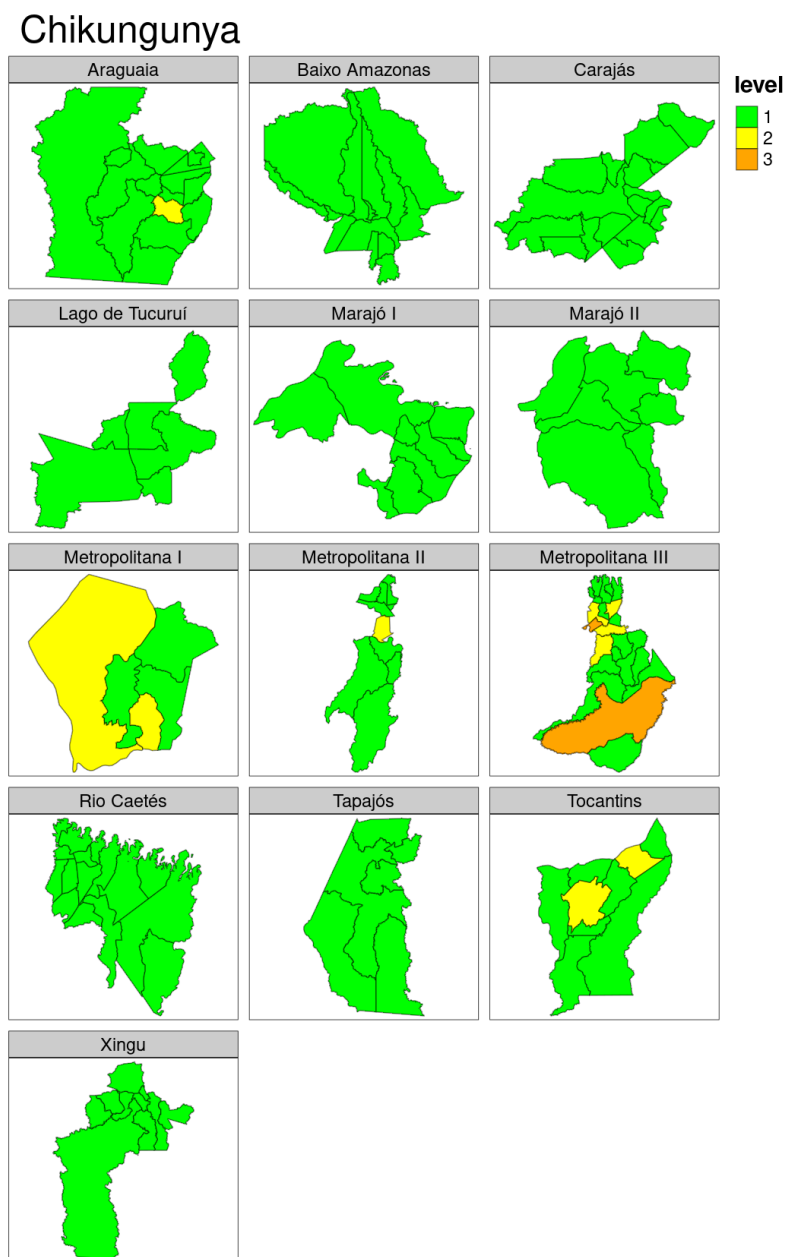 Chikungunya
Araguaia
Baixo Amazonas
Carajás
level
1
2
3
Lago de Tucuruí
Marajó I
Marajó II
Metropolitana I
Metropolitana II
Metropolitana III
Rio Caetés
Tapajós
Tocantins
Xingu